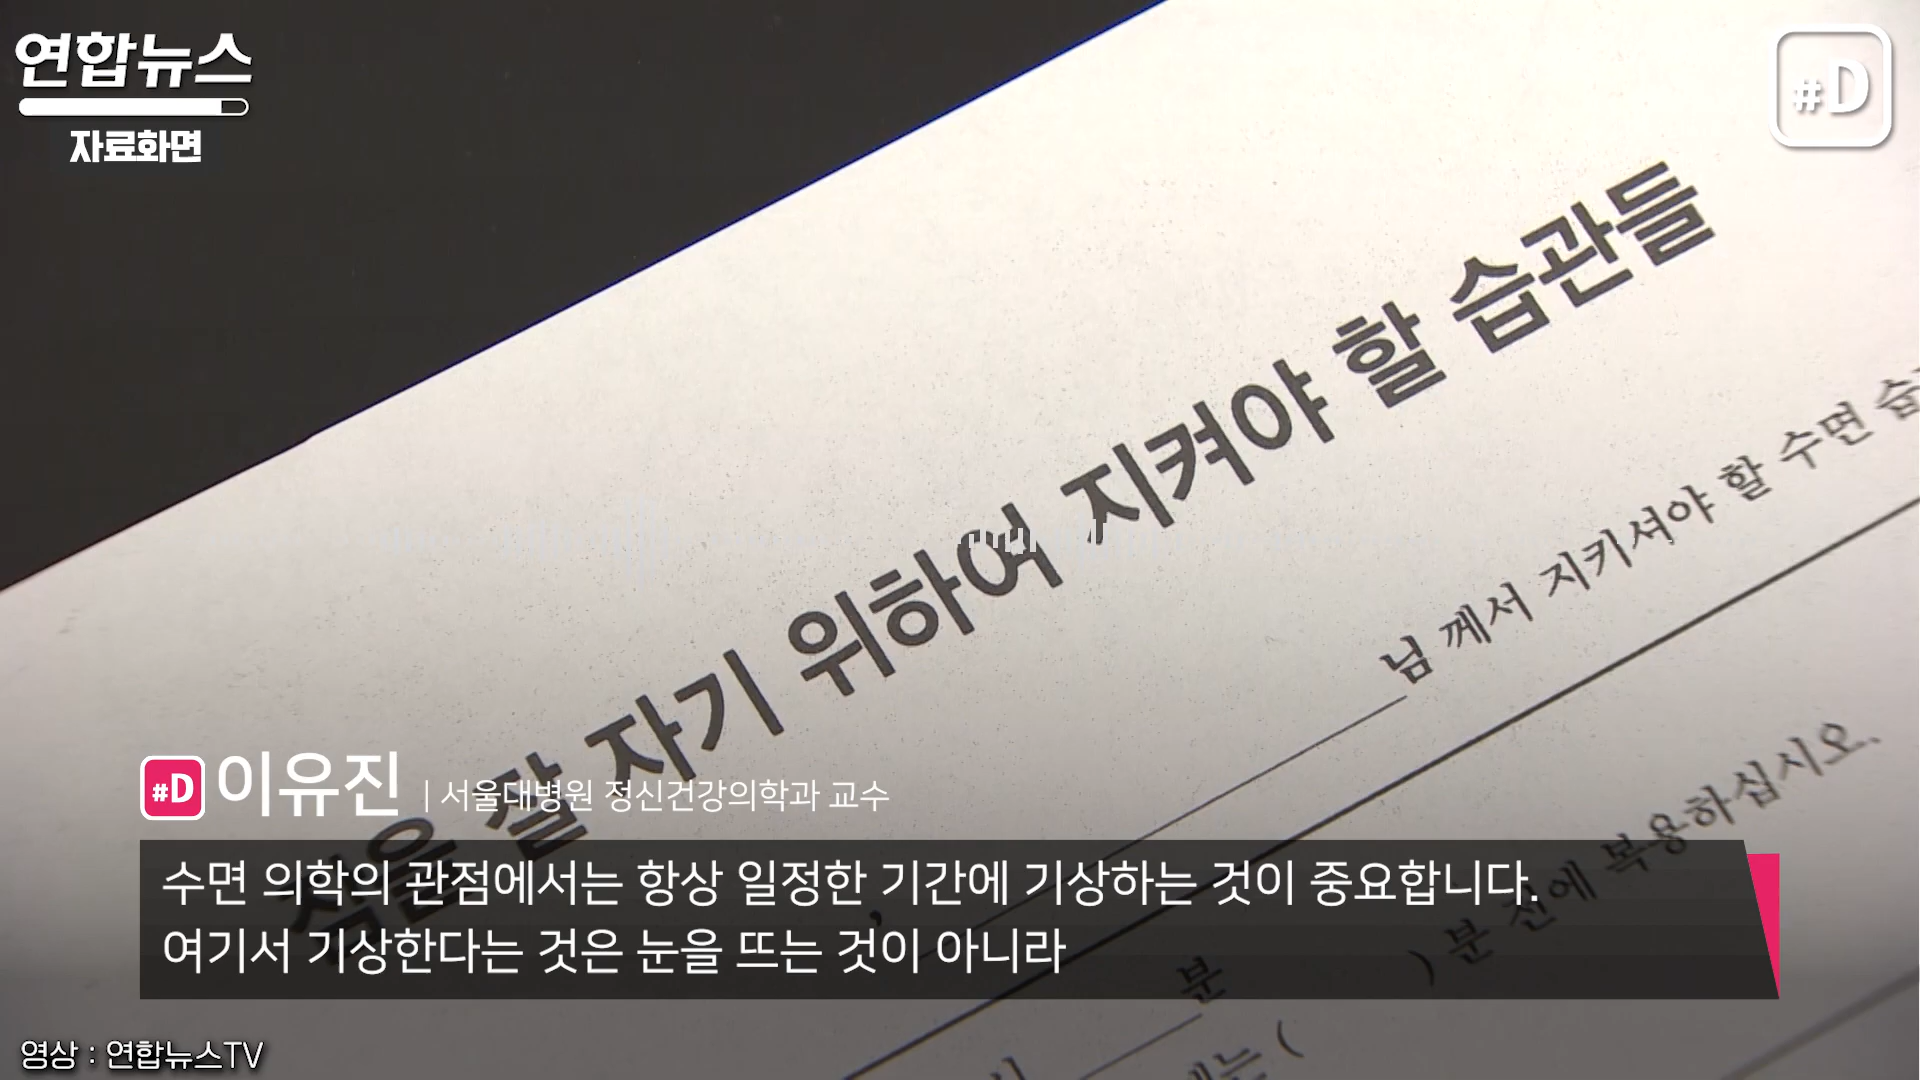 연합뉴스
자료화면
#D
잠을 잘 자기 위하여 지켜야 할 습관들
님 께서 지키셔야 할 수면
) 분 전에 복용하십시오.
분
#D 이유진 | 서울대병원 정신건강의학과 교수
수면 의학의 관점에서는 항상 일정한 기간에 기상하는 것이 중요합니다.
여기서 기상한다는 것은 눈을 뜨는 것이 아니라
영상 : 연합뉴스TV